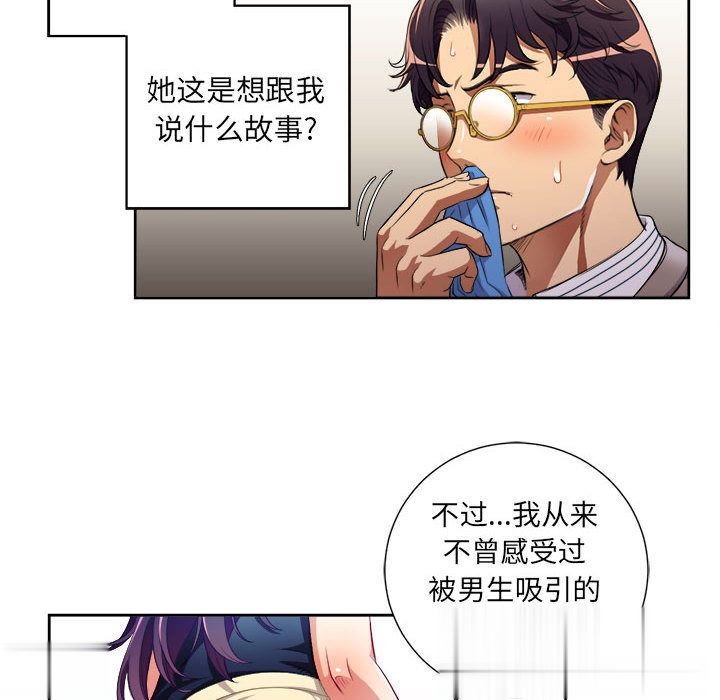 她这是想跟我
说什么故事?
不过...我从来
不曾感受过
被男生吸引的